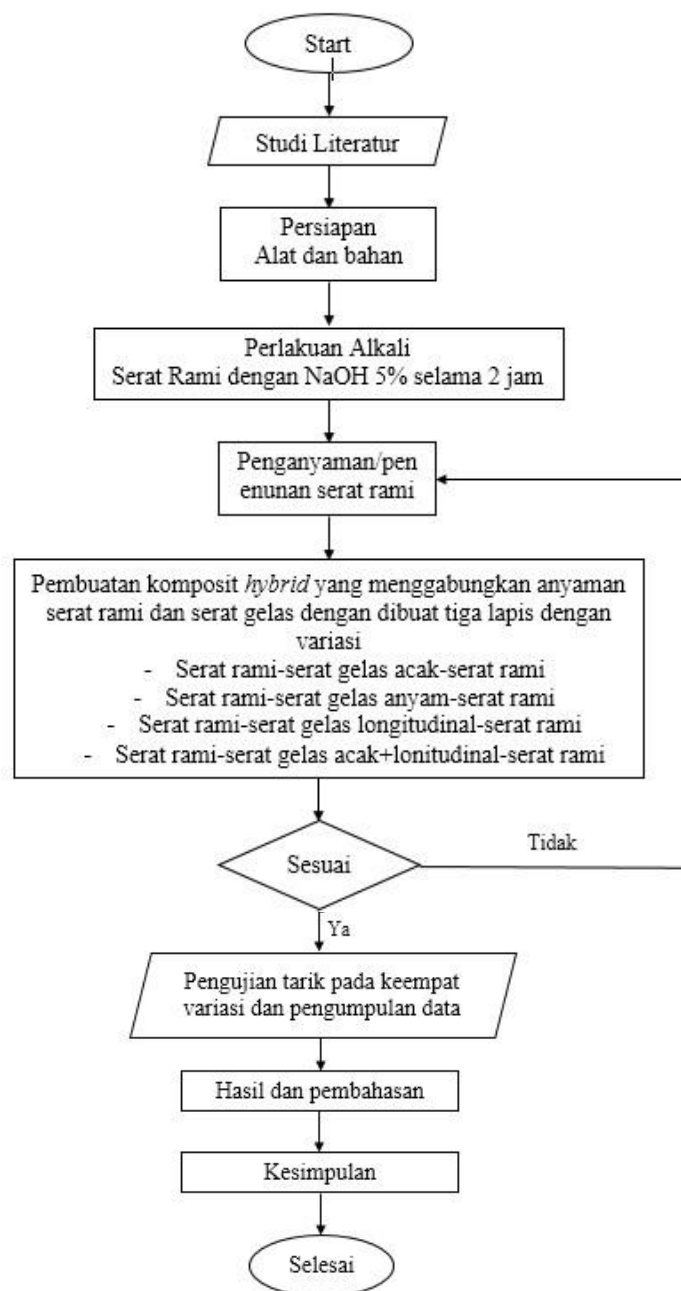 Start
Studi Literatur
Persiapan
Alat dan bahan
Perlakuan Alkali
Serat Rami dengan NaOH 5% selama 2 jam
Penganyaman/pen
enunan serat rami
Pembuatan komposit hybrid yang menggabungkan anyaman
serat rami dan serat gelas dengan dibuat tiga lapis dengan
variasi
- Serat rami-serat gelas acak-serat rami
- Serat rami-serat gelas anyam-serat rami
- Serat rami-serat gelas longitudinal-serat rami
- Serat rami-serat gelas acak+lonitudinal-serat rami
Sesuai
Tidak
Ya
Pengujian tarik pada keempat
variasi dan pengumpulan data
Hasil dan pembahasan
Kesimpulan
Selesai